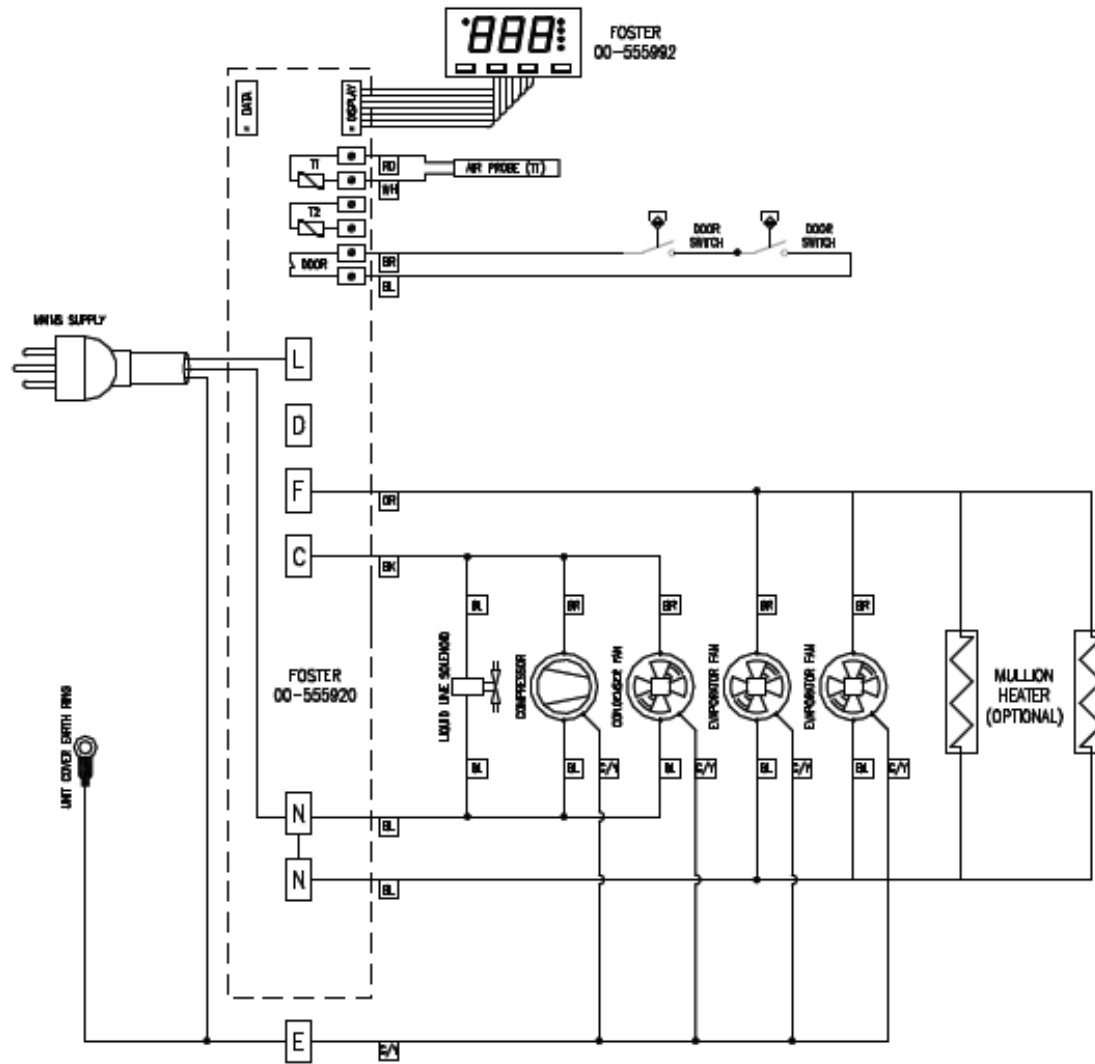 888
FOSTER
00-555992
DATA
DISPLAY
T1
RD
AIR PROBE (T1)
WH
T2
DOOR
SWITCH
DOOR
SWITCH
DOOR
BR
BL
SUPPLY
L
D
F
OR
C
BK
BL
BR
BR
BR
BR
FOSTER
00-555920
LIQUID LINE SOLENOID
COMPRESSOR
FAN
EVAPORATOR FAN
EVAPORATOR FAN
MULLION
HEATER
(OPTIONAL)
UNIT COVER EARTH RING
BL
BL
G/Y
BL
G/Y
BL
G/Y
BL
G/Y
N
BL
N
BL
E
G/Y